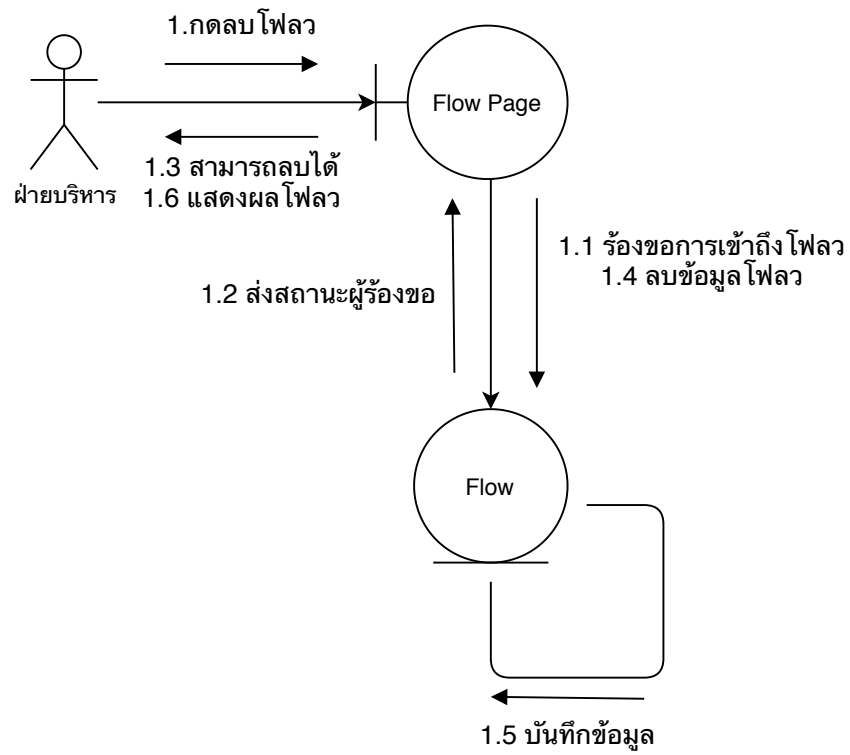 1.กดลบโฟลว
Flow Page
1.3 สามารถลบได้
1.6 แสดงผลโฟลว
ฝ่ายบริหาร
1.1 ร้องขอการเข้าถึงโฟลว
1.4 ลบข้อมูลโฟลว
1.2 ส่งสถานะผู้ร้องขอ
Flow
1.5 บันทึกข้อมูล